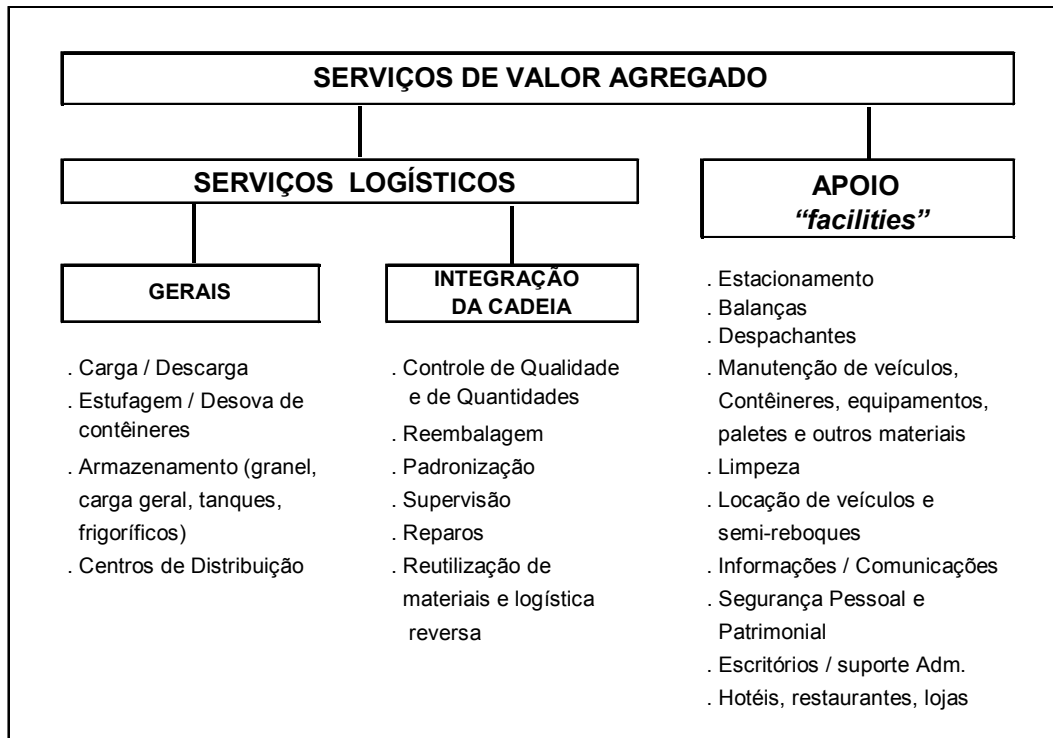 SERVIÇOS DE VALOR AGREGADO
SERVIÇOS LOGÍSTICOS
GERAIS
. Carga / Descarga
. Estufagem / Desova de
contêineres
. Armazenamento (granel,
carga geral, tanques,
frigoríficos)
. Centros de Distribuição
INTEGRAÇÃO
DA CADEIA
. Controle de Qualidade
e de Quantidades
. Reembalagem
. Padronização
. Supervisão
. Reparos
. Reutilização de
materiais e logística
reversa
APOIO
“facilities”
. Estacionamento
. Balanças
. Despachantes
. Manutenção de veículos,
Contêineres, equipamentos,
paletes e outros materiais
. Limpeza
. Locação de veículos e
semi-reboques
. Informações / Comunicações
. Segurança Pessoal e
Patrimonial
. Escritórios / suporte Adm.
. Hotéis, restaurantes, lojas